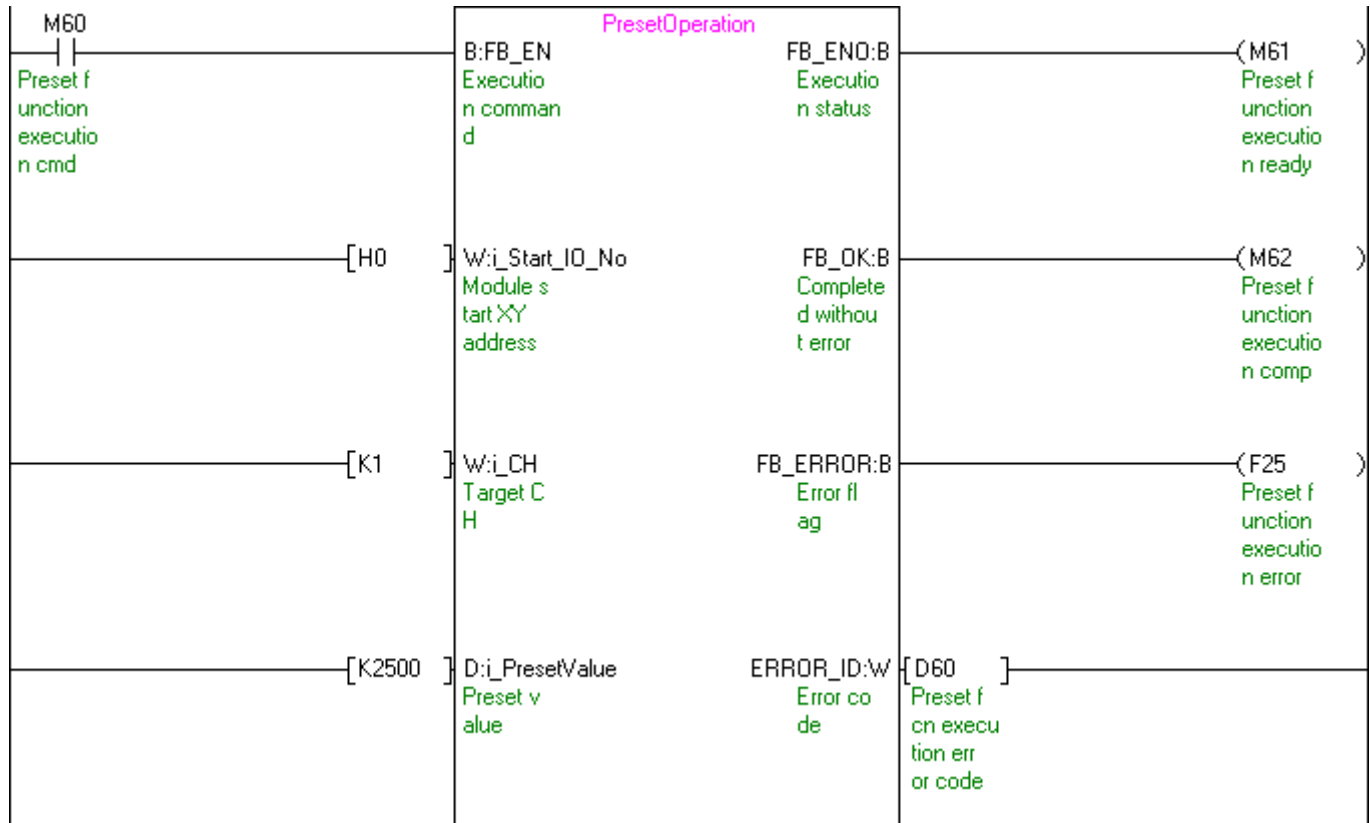 M60
PresetOperation
B:FB_EN
FB_ENO:B
(M61 )
Preset f
unction
executio
n cmd
Executio
n comman
d
Executio
n status
Preset f
unction
executio
n ready
[H0 ]
W:i_Start_IO_No
FB_OK:B
(M62 )
Module s
tart XY
address
Complete
d withou
t error
Preset f
unction
executio
n comp
[K1 ]
W:i_CH
FB_ERROR:B
(F25 )
Target C
H
Error fl
ag
Preset f
unction
executio
n error
[K2500 ]
D:i_PresetValue
ERROR_ID:W
[D60 ]
Preset v
alue
Error co
de
Preset f
cn execu
tion err
or code